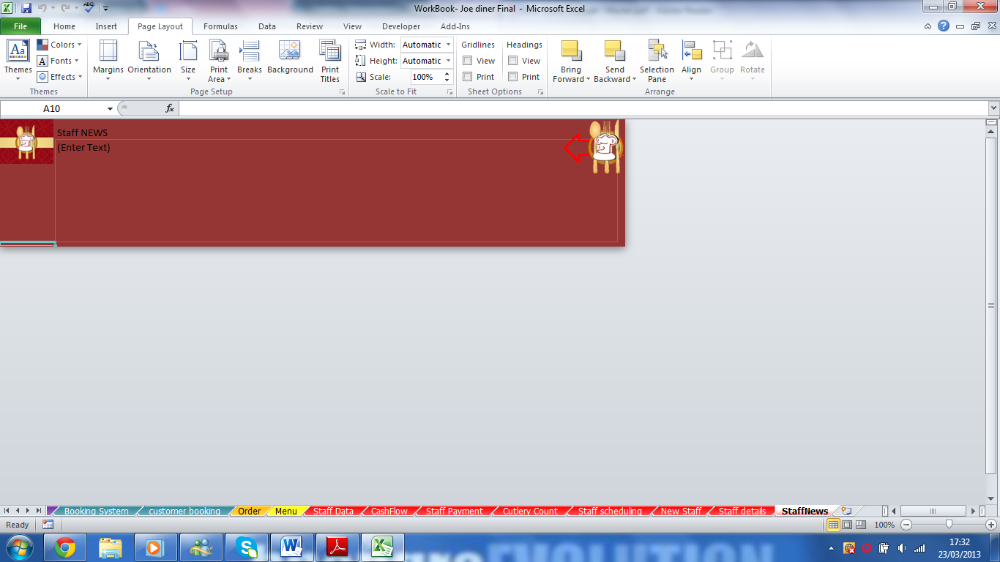 WorkBook- Joe diner Final - Microsoft Excel
File Home Insert Page Layout Formulas Data Review View Developer Add-Ins
Themes
Colors
Fonts
Effects
Themes
Margins
Orientation
Size
Print Area
Breaks
Background
Print Titles
Page Setup
Width: Automatic
Height: Automatic
Scale: 100%
Scale to Fit
Gridlines
View
Print
Headings
View
Print
Sheet Options
Bring Forward
Send Backward
Selection Pane
Align
Group
Rotate
Arrange
A10
fx
Staff NEWS
(Enter Text)
Booking System customer booking Order Menu Staff Data CashFlow Staff Payment Cutlery Count Staff scheduling New Staff Staff details StaffNews
Ready
100%
EVOLUTION
17:32
23/03/2013